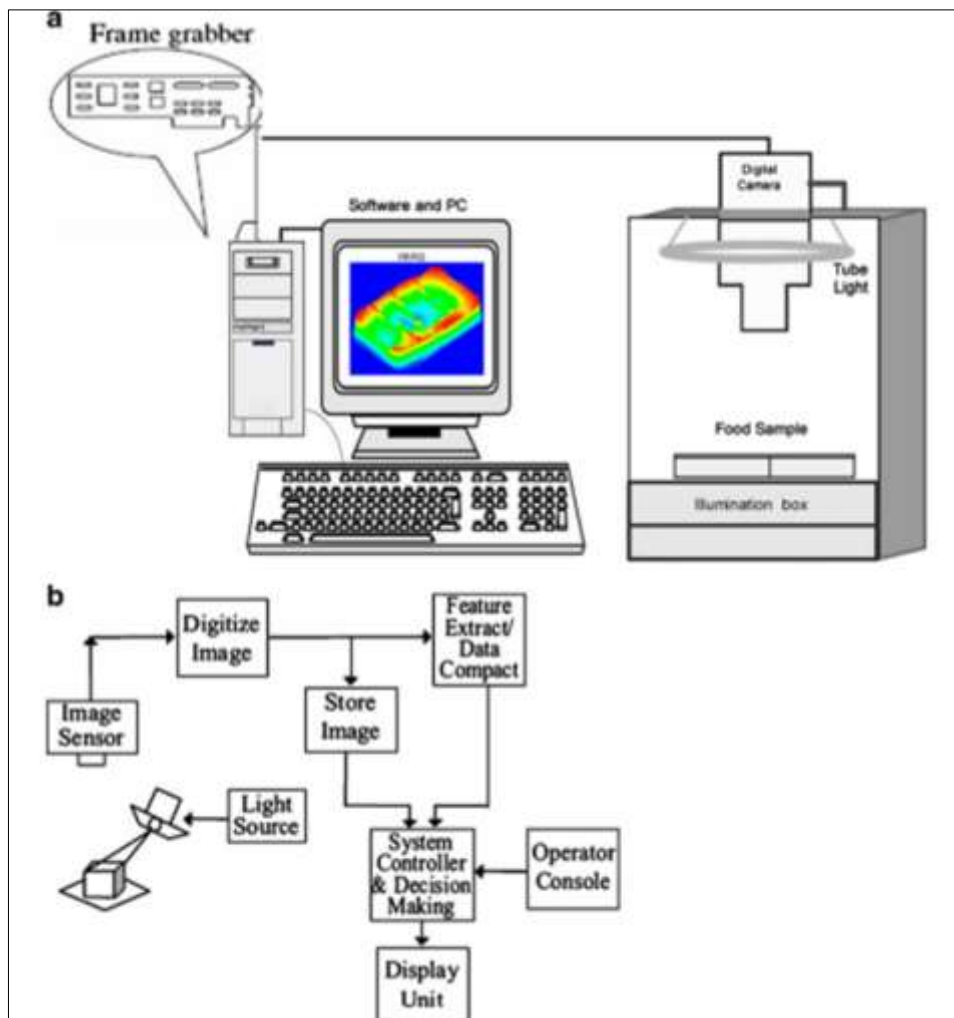 a
Frame grabber
Digital
Camera
Software and PC
Tube
Light
Food Sample
Illumination box
b
Digitize
Image
Feature
Extract/
Data
Compact
Image
Sensor
Store
Image
Light
Source
System
Controller
& Decision
Making
Operator
Console
Display
Unit